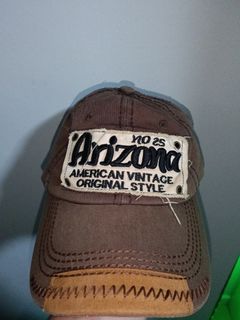 NO 25
Arizona
AMERICAN VINTAGE
ORIGINAL STYLE